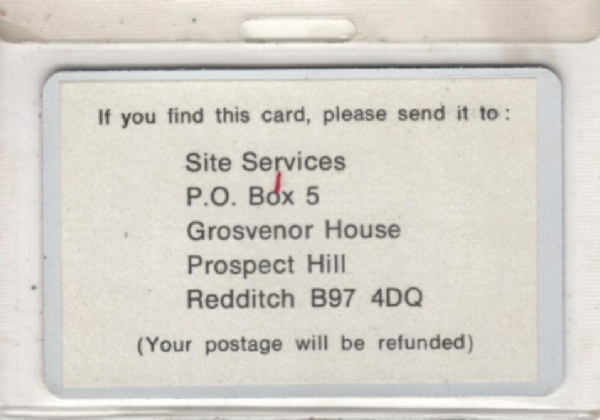 If you find this card, please send it to:
Site Services
P.O. Box 5
Grosvenor House
Prospect Hill
Redditch B97 4DQ
(Your postage will be refunded)